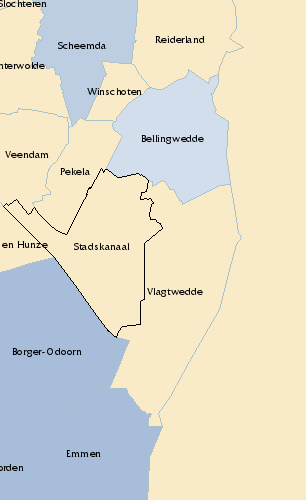 Slochteren
Scheemda
Reiderland
nterwolde
Winschoten
Bellingwedde
Veendam
Pekela
en Hunze
Stadskanaal
Vlagtwedde
Borger-Odoorn
Emmen
orden